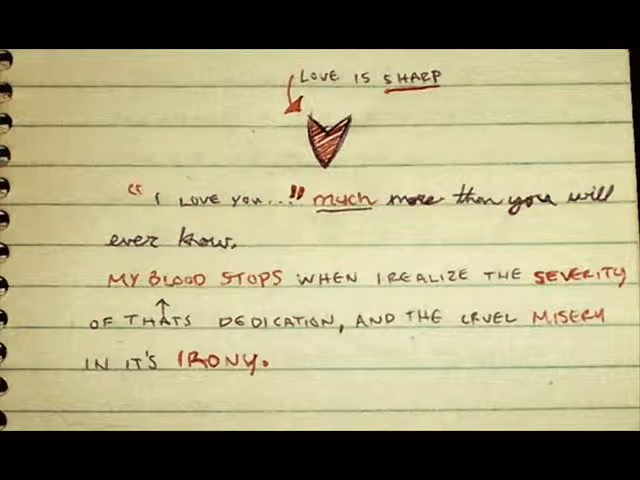 LOVE IS SHARP
"I LOVE YOU...!" much more than you will
ever know.
MY BLOOD STOPS WHEN I REALIZE THE SEVERITY
OF THATS DEDICATION, AND THE CRUEL MISERY
IN IT'S IRONY.